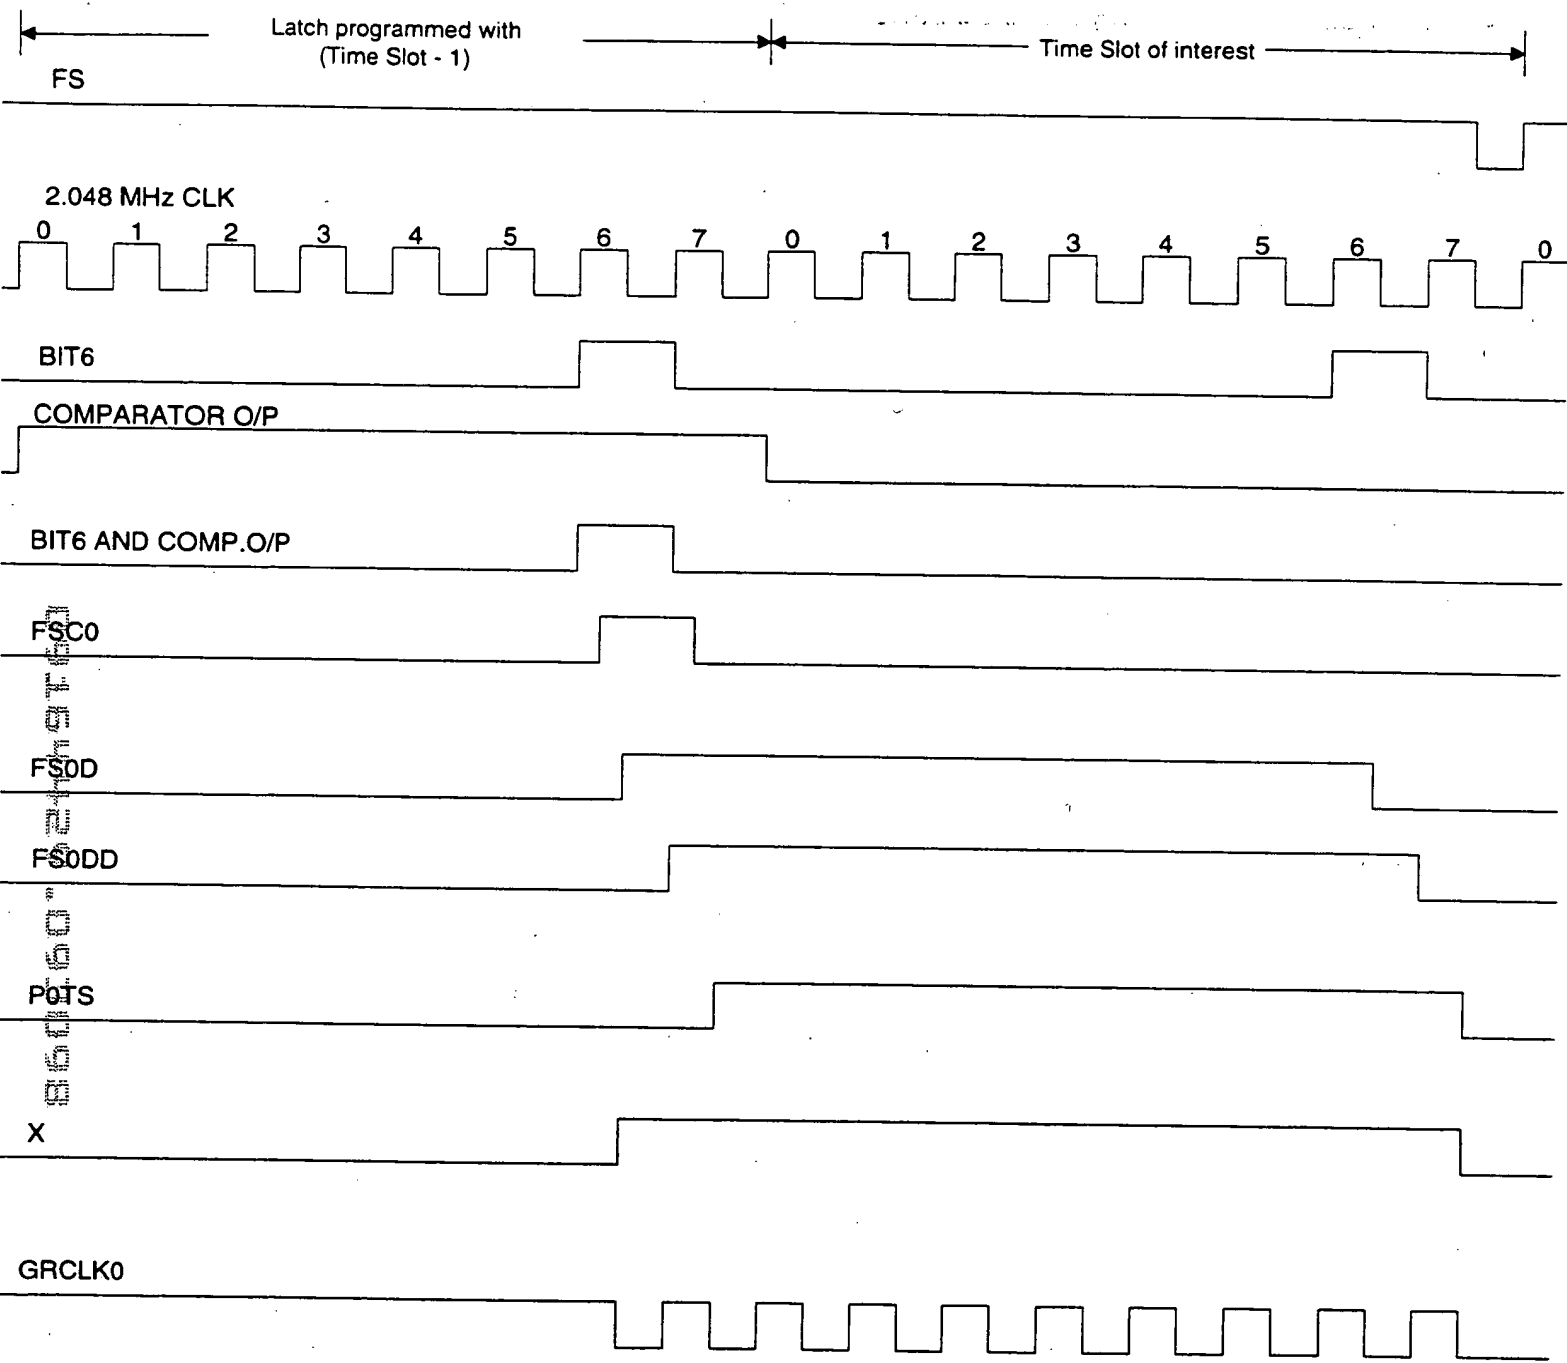 Latch programmed with
(Time Slot - 1)
Time Slot of interest
FS
2.048 MHz CLK
0 1 2 3 4 5 6 7 0 1 2 3 4 5 6 7 0
BIT6
COMPARATOR O/P
BIT6 AND COMP.O/P
FSC0
FS0D
FS0DD
P0TS
X
GRCLK0